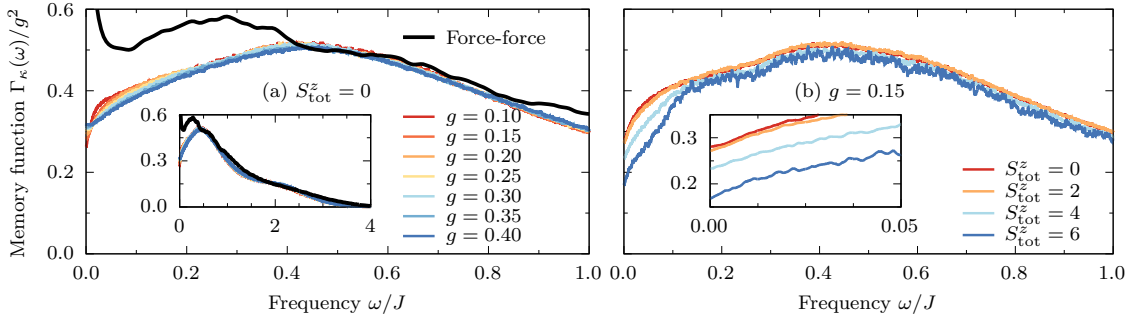 Memory function Γκ(ω)/g²
0.6
0.4
0.2
0.0
0.0 0.2 0.4 0.6 0.8 1.0
Frequency ω/J
Force-force
(a) S^z_tot = 0
g = 0.10
g = 0.15
g = 0.20
g = 0.25
g = 0.30
g = 0.35
g = 0.40
0.6
0.3
0.0
0 2 4
(b) g = 0.15
0.3
0.2
0.00 0.05
S^z_tot = 0
S^z_tot = 2
S^z_tot = 4
S^z_tot = 6
0.0 0.2 0.4 0.6 0.8 1.0
Frequency ω/J